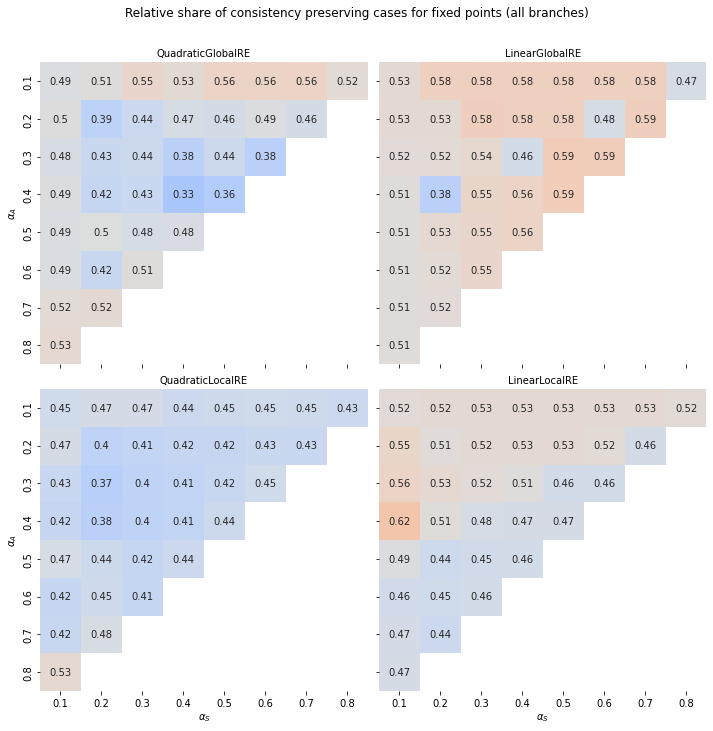 Relative share of consistency preserving cases for fixed points (all branches)
QuadraticGlobalRE LinearGlobalRE
0.1 0.49 0.51 0.55 0.53 0.56 0.56 0.56 0.52 0.53 0.58 0.58 0.58 0.58 0.58 0.58 0.47
0.2 0.5 0.39 0.44 0.47 0.46 0.49 0.46 0.53 0.53 0.58 0.58 0.58 0.48 0.59
0.3 0.48 0.43 0.44 0.38 0.44 0.38 0.52 0.52 0.54 0.46 0.59 0.59
0.4 0.49 0.42 0.43 0.33 0.36 0.51 0.38 0.55 0.56 0.59
α_A
0.5 0.49 0.5 0.48 0.48 0.51 0.53 0.55 0.56
0.6 0.49 0.42 0.51 0.51 0.52 0.55
0.7 0.52 0.52 0.51 0.52
0.8 0.53 0.51
QuadraticLocalRE LinearLocalRE
0.1 0.45 0.47 0.47 0.44 0.45 0.45 0.45 0.43 0.52 0.52 0.53 0.53 0.53 0.53 0.53 0.52
0.2 0.47 0.4 0.41 0.42 0.42 0.43 0.43 0.55 0.51 0.52 0.53 0.53 0.52 0.46
0.3 0.43 0.37 0.4 0.41 0.42 0.45 0.56 0.53 0.52 0.51 0.46 0.46
0.4 0.42 0.38 0.4 0.41 0.44 0.62 0.51 0.48 0.47 0.47
α_A
0.5 0.47 0.44 0.42 0.44 0.49 0.44 0.45 0.46
0.6 0.42 0.45 0.41 0.46 0.45 0.46
0.7 0.42 0.48 0.47 0.44
0.8 0.53 0.47
0.1 0.2 0.3 0.4 0.5 0.6 0.7 0.8 0.1 0.2 0.3 0.4 0.5 0.6 0.7 0.8
α_S α_S